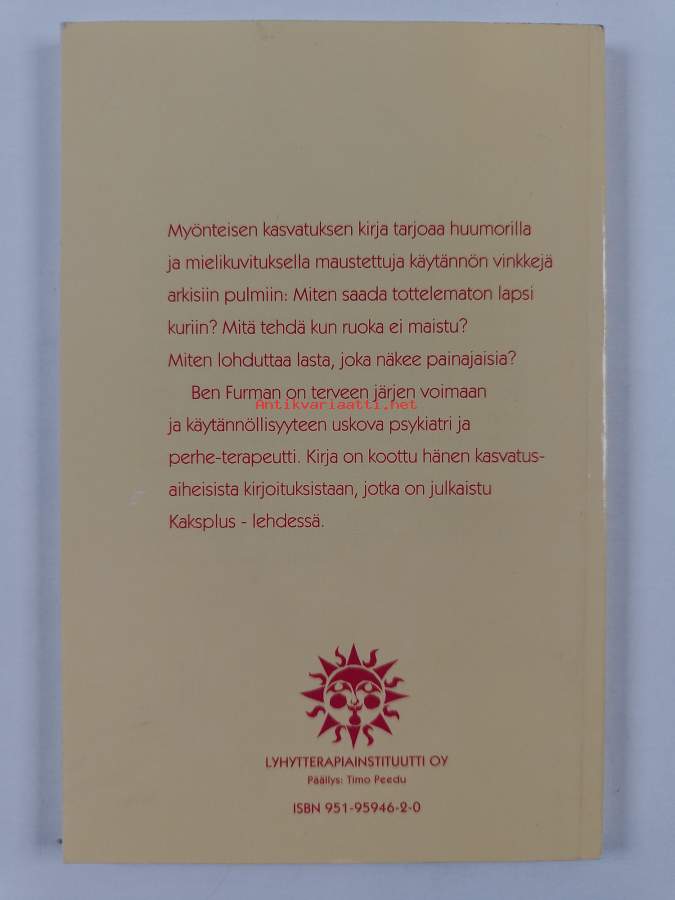 Myönteisen kasvatuksen kirja tarjoaa huumorilla
ja mielikuvituksella maustettuja käytännön vinkkejä
arkisiin pulmiin: Miten saada tottelematon lapsi
kuriin? Mitä tehdä kun ruoka ei maistu?
Miten lohduttaa lasta, joka näkee painajaisia?
Ben Furman on terveen järjen voimaan
Antikvariaatti.net
ja käytännöllisyyteen uskova psykiatri ja
perhe-terapeutti. Kirja on koottu hänen kasvatus-
aiheisista kirjoituksistaan, jotka on julkaistu
Kaksplus - lehdessä.
LYHYTTERAPIAINSTITUUTTI OY
Päällys: Timo Peedu
ISBN 951-95946-2-0